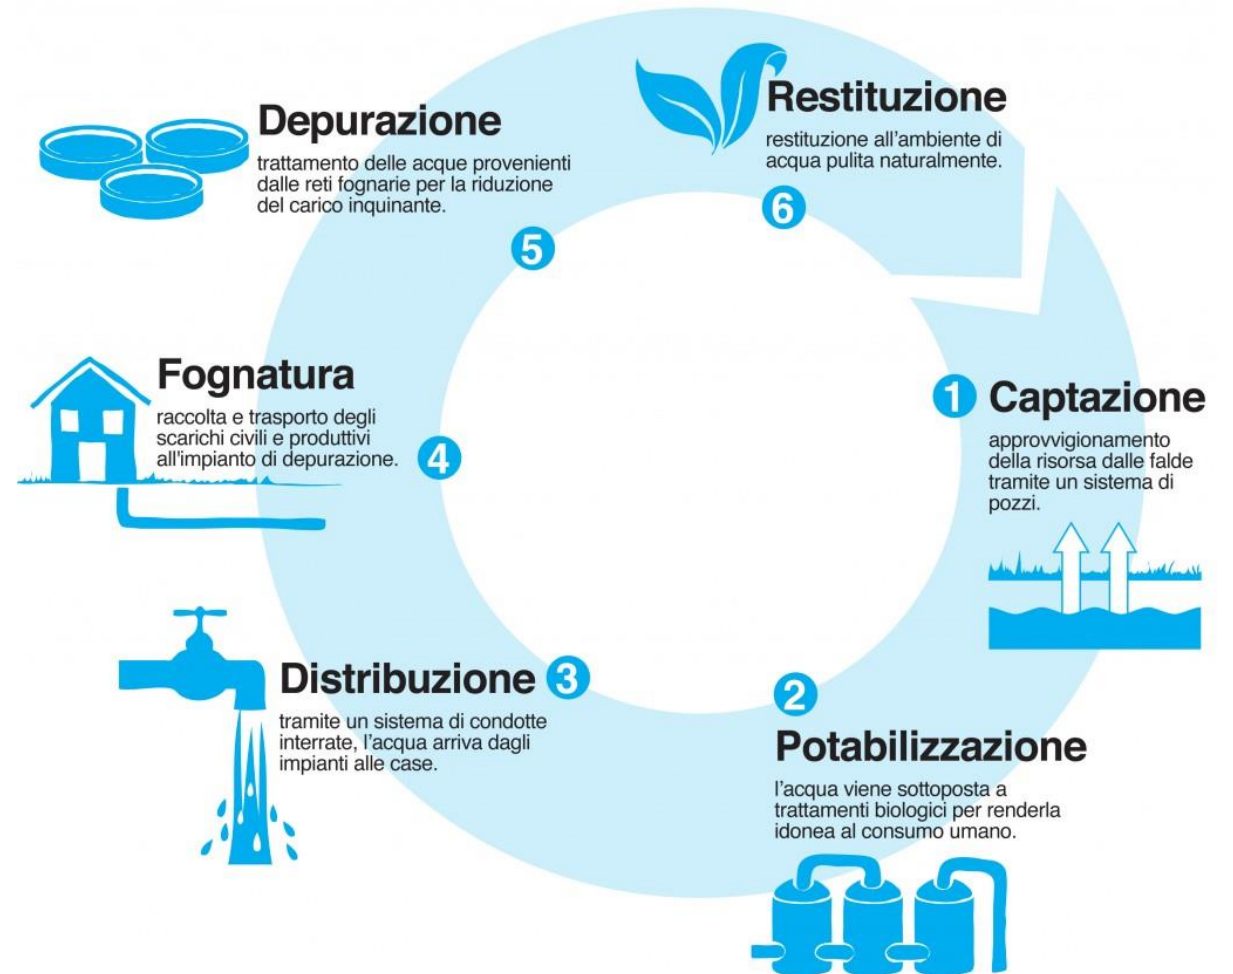 1 Captazione
approvvigionamento
della risorsa dalle falde
tramite un sistema di
pozzi.
2
Potabilizzazione
l'acqua viene sottoposta a
trattamenti biologici per renderla
idonea al consumo umano.
Distribuzione 3
tramite un sistema di condotte
interrate, l'acqua arriva dagli
impianti alle case.
Fognatura
raccolta e trasporto degli
scarichi civili e produttivi
all'impianto di depurazione.
4
Depurazione
trattamento delle acque provenienti
dalle reti fognarie per la riduzione
del carico inquinante.
5
Restituzione
restituzione all'ambiente di
acqua pulita naturalmente.
6